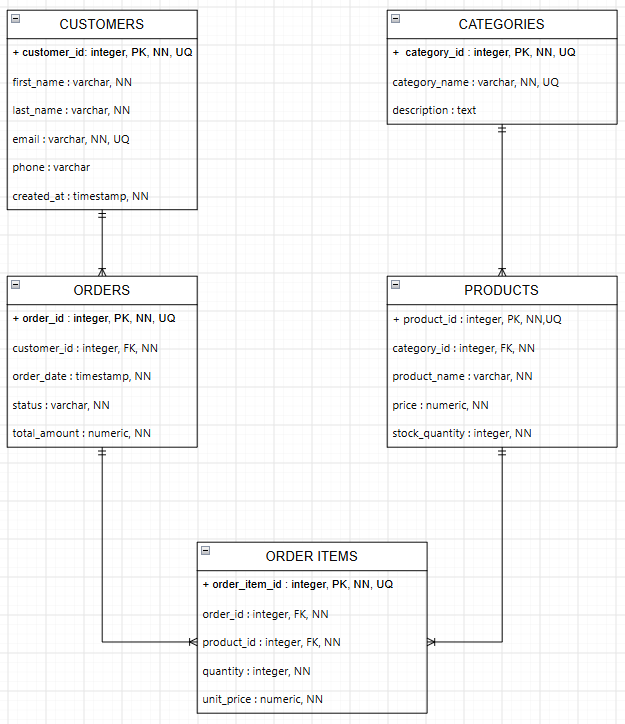 CUSTOMERS
+ customer_id: integer, PK, NN, UQ
first_name : varchar, NN
last_name : varchar, NN
email : varchar, NN, UQ
phone : varchar
created_at : timestamp, NN
CATEGORIES
+ category_id : integer, PK, NN, UQ
category_name : varchar, NN, UQ
description : text
ORDERS
+ order_id : integer, PK, NN, UQ
customer_id : integer, FK, NN
order_date : timestamp, NN
status : varchar, NN
total_amount : numeric, NN
PRODUCTS
+ product_id : integer, PK, NN,UQ
category_id : integer, FK, NN
product_name : varchar, NN
price : numeric, NN
stock_quantity : integer, NN
ORDER ITEMS
+ order_item_id : integer, PK, NN, UQ
order_id : integer, FK, NN
product_id : integer, FK, NN
quantity : integer, NN
unit_price : numeric, NN